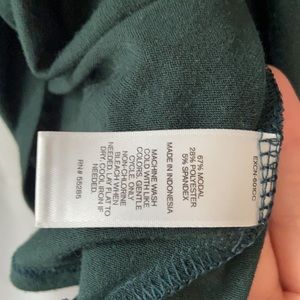 67% MODAL
28% POLYESTER
5% SPANDEX
MADE IN INDONESIA
MACHINE WASH
COLD WITH LIKE
COLORS, GENTLE
CYCLE. ONLY
NON-CHLORINE
BLEACH WHEN
NEEDED. LAY FLAT TO
DRY. COOL IRON IF
NEEDED
RN# 55285